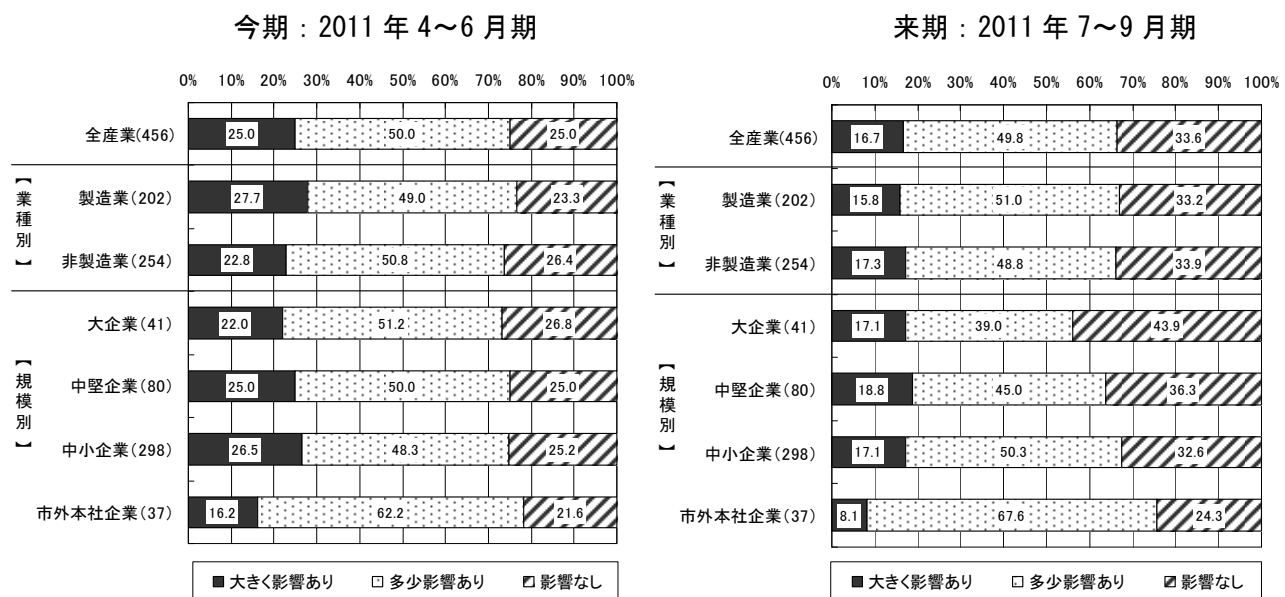 今期：2011 年 4～6 月期
0% 10% 20% 30% 40% 50% 60% 70% 80% 90% 100%
全産業(456) 25.0 50.0 25.0
【業種別】
製造業(202) 27.7 49.0 23.3
非製造業(254) 22.8 50.8 26.4
【規模別】
大企業(41) 22.0 51.2 26.8
中堅企業(80) 25.0 50.0 25.0
中小企業(298) 26.5 48.3 25.2
市外本社企業(37) 16.2 62.2 21.6
■大きく影響あり □多少影響あり 影響なし
来期：2011 年 7～9 月期
0% 10% 20% 30% 40% 50% 60% 70% 80% 90% 100%
全産業(456) 16.7 49.8 33.6
【業種別】
製造業(202) 15.8 51.0 33.2
非製造業(254) 17.3 48.8 33.9
【規模別】
大企業(41) 17.1 39.0 43.9
中堅企業(80) 18.8 45.0 36.3
中小企業(298) 17.1 50.3 32.6
市外本社企業(37) 8.1 67.6 24.3
■大きく影響あり □多少影響あり 影響なし